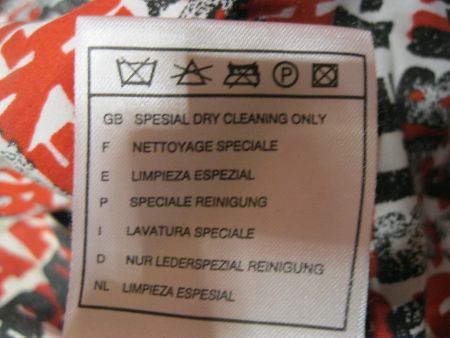 P
GB SPESIAL DRY CLEANING ONLY
F NETTOYAGE SPECIALE
E LIMPIEZA ESPEZIAL
P SPECIALE REINIGUNG
I LAVATURA SPECIALE
D NUR LEDERSPEZIAL REINIGUNG
NL LIMPIEZA ESPESIAL